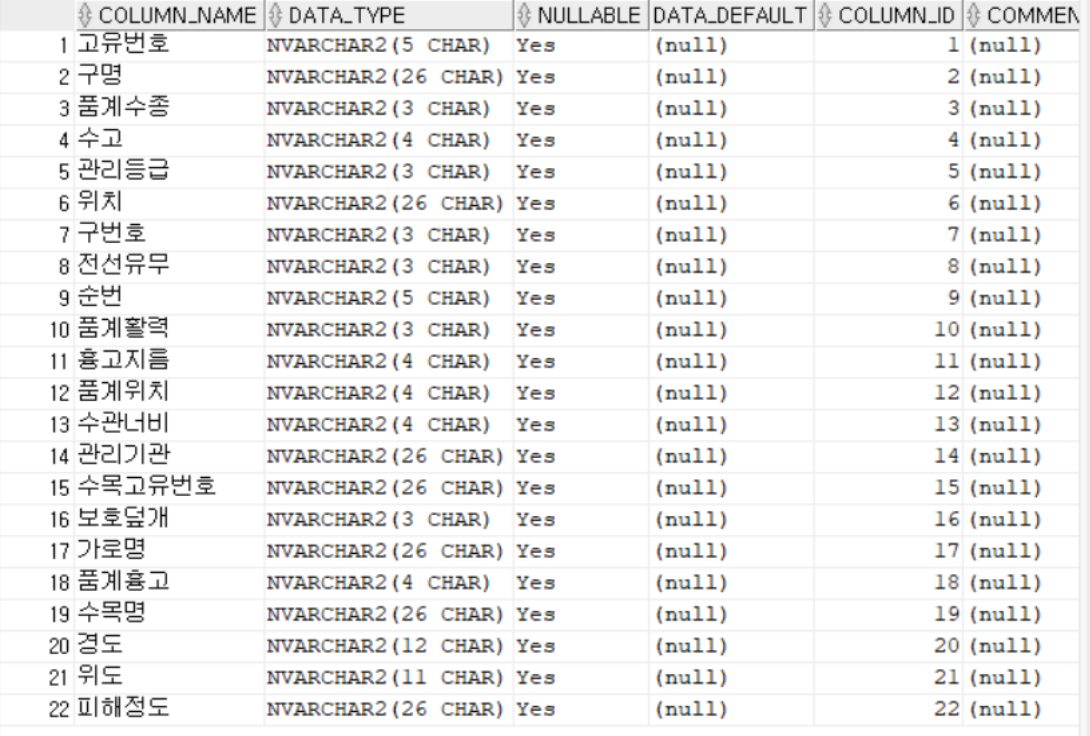 COLUMN_NAME DATA_TYPE NULLABLE DATA_DEFAULT COLUMN_ID COMMEN
1 고유번호 NVARCHAR2(5 CHAR) Yes (null) 1 (null)
2 구명 NVARCHAR2(26 CHAR) Yes (null) 2 (null)
3 품계수종 NVARCHAR2(3 CHAR) Yes (null) 3 (null)
4 수고 NVARCHAR2(4 CHAR) Yes (null) 4 (null)
5 관리등급 NVARCHAR2(3 CHAR) Yes (null) 5 (null)
6 위치 NVARCHAR2(26 CHAR) Yes (null) 6 (null)
7 구번호 NVARCHAR2(3 CHAR) Yes (null) 7 (null)
8 전선유무 NVARCHAR2(3 CHAR) Yes (null) 8 (null)
9 순번 NVARCHAR2(5 CHAR) Yes (null) 9 (null)
10 품계활력 NVARCHAR2(3 CHAR) Yes (null) 10 (null)
11 흉고지름 NVARCHAR2(4 CHAR) Yes (null) 11 (null)
12 품계위치 NVARCHAR2(4 CHAR) Yes (null) 12 (null)
13 수관너비 NVARCHAR2(4 CHAR) Yes (null) 13 (null)
14 관리기관 NVARCHAR2(26 CHAR) Yes (null) 14 (null)
15 수목고유번호 NVARCHAR2(26 CHAR) Yes (null) 15 (null)
16 보호덮개 NVARCHAR2(3 CHAR) Yes (null) 16 (null)
17 가로명 NVARCHAR2(26 CHAR) Yes (null) 17 (null)
18 품계흉고 NVARCHAR2(4 CHAR) Yes (null) 18 (null)
19 수목명 NVARCHAR2(26 CHAR) Yes (null) 19 (null)
20 경도 NVARCHAR2(12 CHAR) Yes (null) 20 (null)
21 위도 NVARCHAR2(11 CHAR) Yes (null) 21 (null)
22 피해정도 NVARCHAR2(26 CHAR) Yes (null) 22 (null)